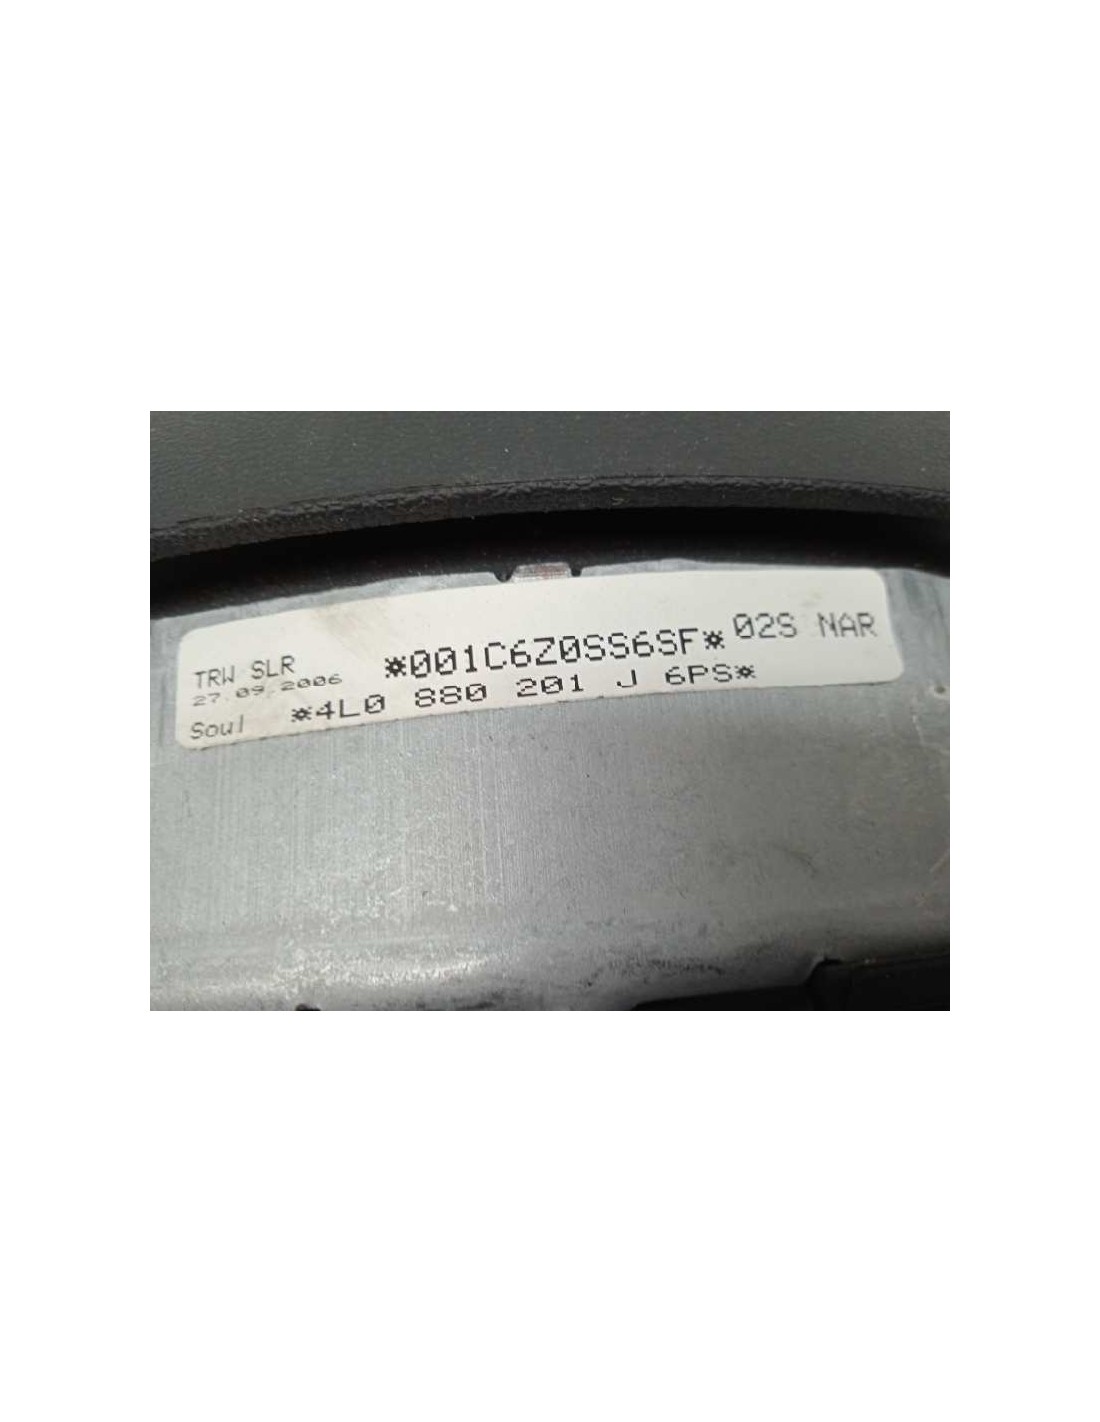 TRW SLR *001C6Z0SS6SF* 02S NAR
27.09.2006
Soul *4L0 880 201 J 6PS*